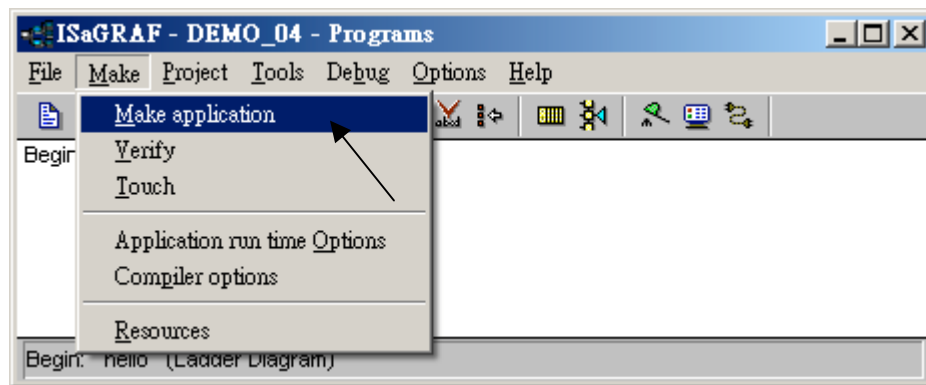 ISaGRAF - DEMO_04 - Programs
File Make Project Tools Debug Options Help
Make application
Begin
Verify
Touch
Application run time Options
Compiler options
Resources
Begin: hello (Ladder Diagram)